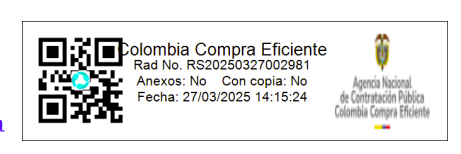 Colombia Compra Eficiente
Rad No. RS20250327002981
Anexos: No Con copia: No
Fecha: 27/03/2025 14:15:24
Agencia Nacional
de Contratación Pública
Colombia Compra Eficiente